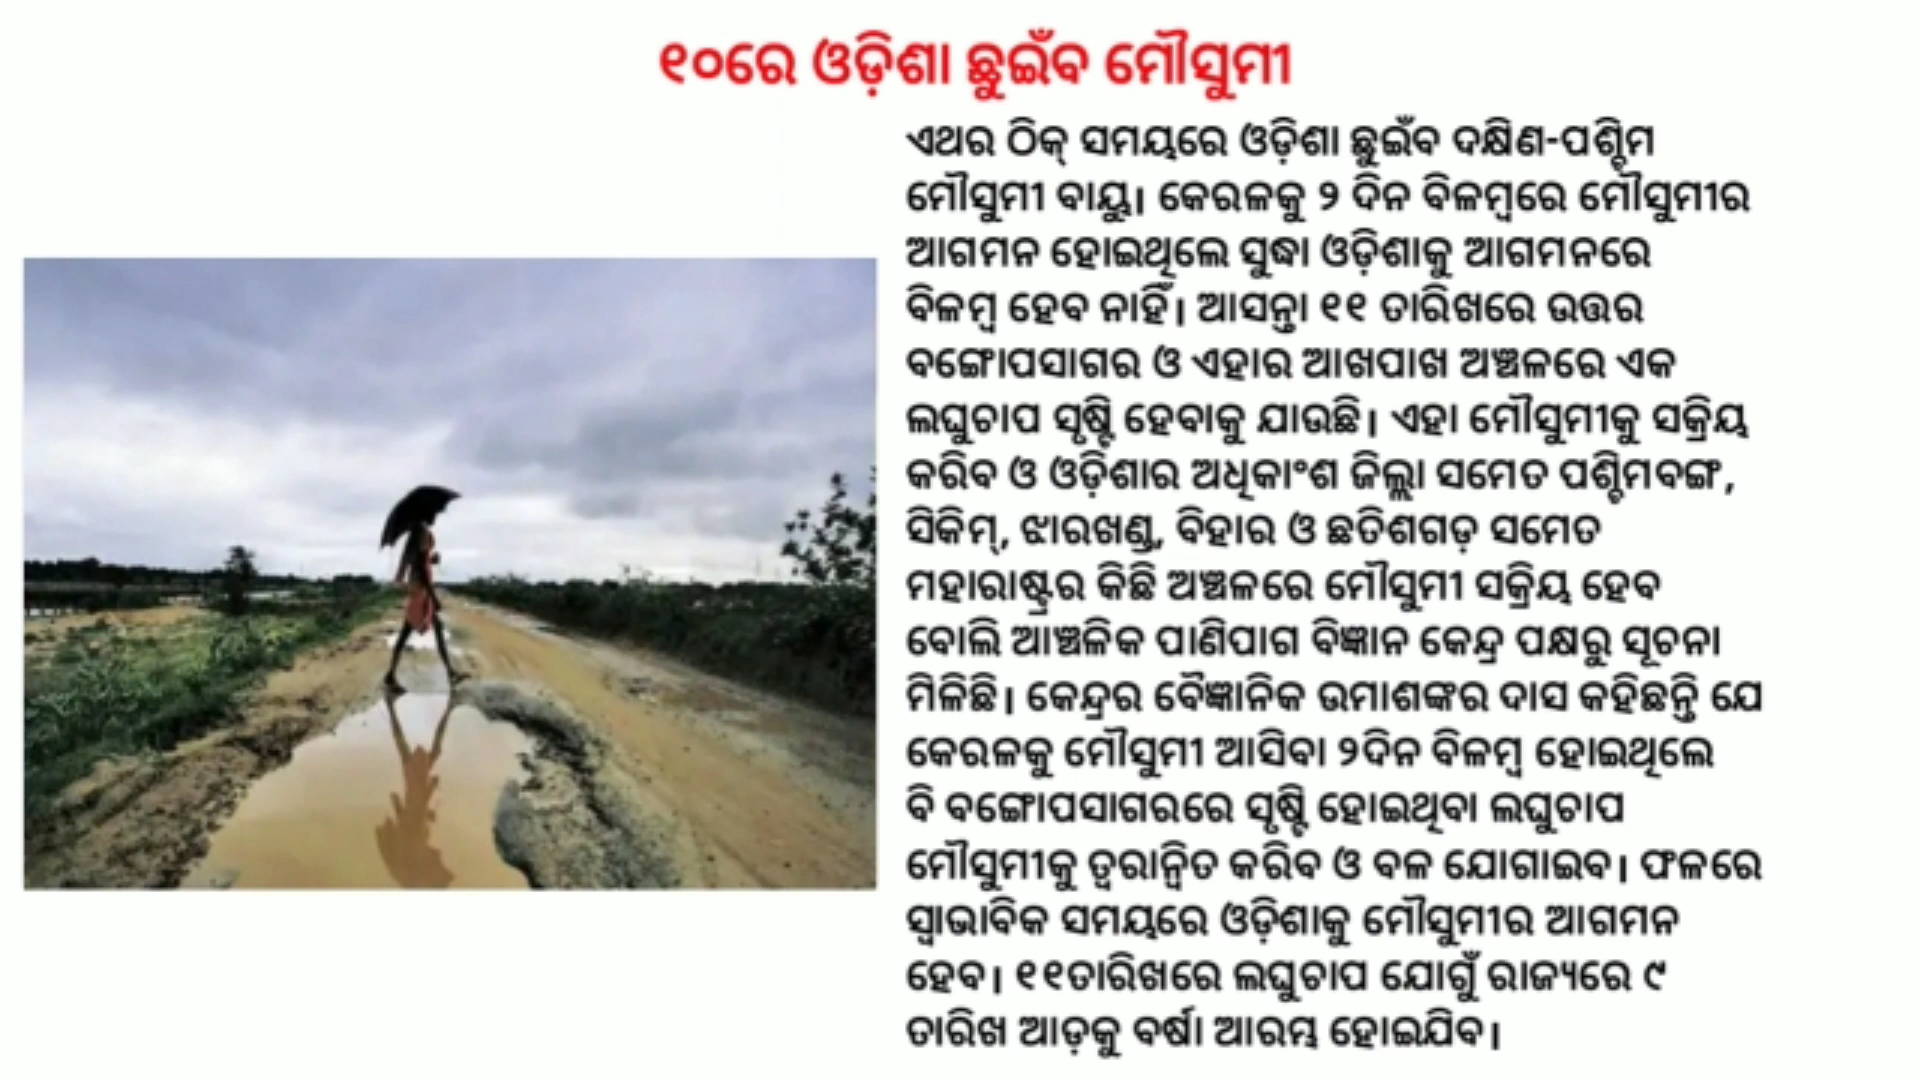 ୧୦ରେ ଓଡ଼ିଶା ଛୁଇଁବ ମୌସୁମୀ
ଏଥର ଠିକ୍ ସମୟରେ ଓଡ଼ିଶା ଛୁଇଁବ ଦକ୍ଷିଣ-ପଶ୍ଚିମ
ମୌସୁମୀ ବାୟୁ। କେରଳକୁ ୨ ଦିନ ବିଳମ୍ବରେ ମୌସୁମୀର
ଆଗମନ ହୋଇଥିଲେ ସୁଦ୍ଧା ଓଡ଼ିଶାକୁ ଆଗମନରେ
ବିଳମ୍ବ ହେବ ନାହିଁ। ଆସନ୍ତା ୧୧ ତାରିଖରେ ଉତ୍ତର
ବଙ୍ଗୋପସାଗର ଓ ଏହାର ଆଖପାଖ ଅଞ୍ଚଳରେ ଏକ
ଲଘୁଚାପ ସୃଷ୍ଟି ହେବାକୁ ଯାଉଛି। ଏହା ମୌସୁମୀକୁ ସକ୍ରିୟ
କରିବ ଓ ଓଡ଼ିଶାର ଅଧିକାଂଶ ଜିଲ୍ଲା ସମେତ ପଶ୍ଚିମବଙ୍ଗ,
ସିକିମ୍, ଝାରଖଣ୍ଡ, ବିହାର ଓ ଛତିଶଗଡ଼ ସମେତ
ମହାରାଷ୍ଟ୍ରର କିଛି ଅଞ୍ଚଳରେ ମୌସୁମୀ ସକ୍ରିୟ ହେବ
ବୋଲି ଆଞ୍ଚଳିକ ପାଣିପାଗ ବିଜ୍ଞାନ କେନ୍ଦ୍ର ପକ୍ଷରୁ ସୂଚନା
ମିଳିଛି। କେନ୍ଦ୍ରର ବୈଜ୍ଞାନିକ ଉମାଶଙ୍କର ଦାସ କହିଛନ୍ତି ଯେ
କେରଳକୁ ମୌସୁମୀ ଆସିବା ୨ଦିନ ବିଳମ୍ବ ହୋଇଥିଲେ
ବି ବଙ୍ଗୋପସାଗରରେ ସୃଷ୍ଟି ହୋଇଥିବା ଲଘୁଚାପ
ମୌସୁମୀକୁ ତ୍ୱରାନ୍ୱିତ କରିବ ଓ ବଳ ଯୋଗାଇବ। ଫଳରେ
ସ୍ୱାଭାବିକ ସମୟରେ ଓଡ଼ିଶାକୁ ମୌସୁମୀର ଆଗମନ
ହେବ। ୧୧ତାରିଖରେ ଲଘୁଚାପ ଯୋଗୁଁ ରାଜ୍ୟରେ ୯
ତାରିଖ ଆଡ଼କୁ ବର୍ଷା ଆରମ୍ଭ ହୋଇଯିବ।